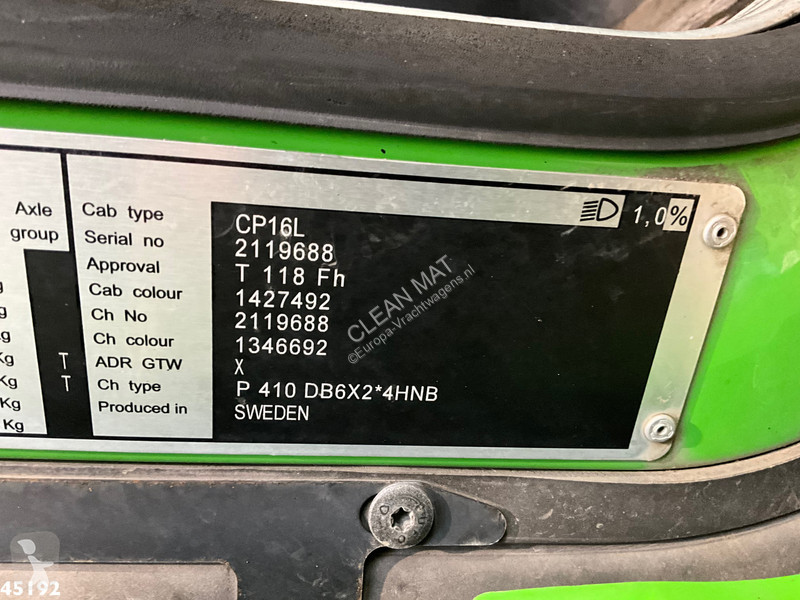 Axle
group
Kg
Kg
Kg
Kg
T
T
Cab type CP16L
Serial no 2119688
Approval T 118 Fh
Cab colour 1427492
Ch No 2119688
Ch colour 1346692
ADR GTW X
Ch type P 410 DB6X2*4HNB
Produced in SWEDEN
1,0%
CLEAN MAT
©Europa-Vrachtwagens.nl
45192